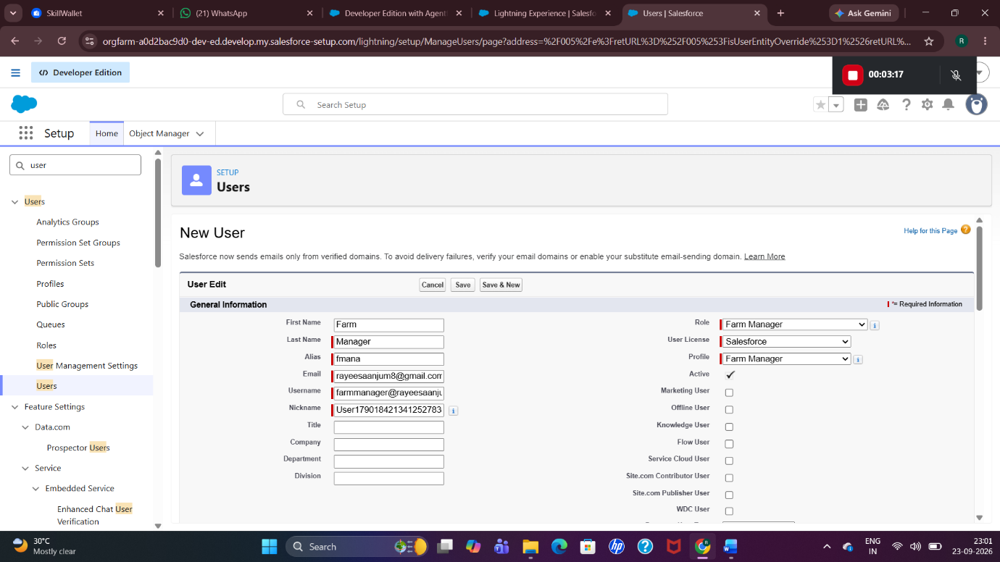 SkillWallet
(21) WhatsApp
Developer Edition with Agent
Lightning Experience | Salesfo
Users | Salesforce
Ask Gemini
orgfarm-a0d2bac9d0-dev-ed.develop.my.salesforce-setup.com/lightning/setup/ManageUsers/page?address=%2F005%2Fe%3FretURL%3D%252F005%253FisUserEntityOverride%253D1%2526retURL%...
R
Developer Edition
00:03:17
Search Setup
Setup
Home
Object Manager
user
Users
Analytics Groups
Permission Set Groups
Permission Sets
Profiles
Public Groups
Queues
Roles
User Management Settings
Users
Feature Settings
Data.com
Prospector Users
Service
Embedded Service
Enhanced Chat User
Verification
SETUP
Users
New User
Help for this Page
Salesforce now sends emails only from verified domains. To avoid delivery failures, verify your email domains or enable your substitute email-sending domain. Learn More
User Edit
Cancel
Save
Save & New
General Information
= Required Information
First Name Farm
Last Name Manager
Alias fmana
Email rayeesaanjum8@gmail.com
Username farmmanager@rayeesaanju
Nickname User179018421341252783
Title
Company
Department
Division
Role Farm Manager
User License Salesforce
Profile Farm Manager
Active
Marketing User
Offline User
Knowledge User
Flow User
Service Cloud User
Site.com Contributor User
Site.com Publisher User
WDC User
30°C
Mostly clear
Search
ENG
IN
23:01
23-09-2026